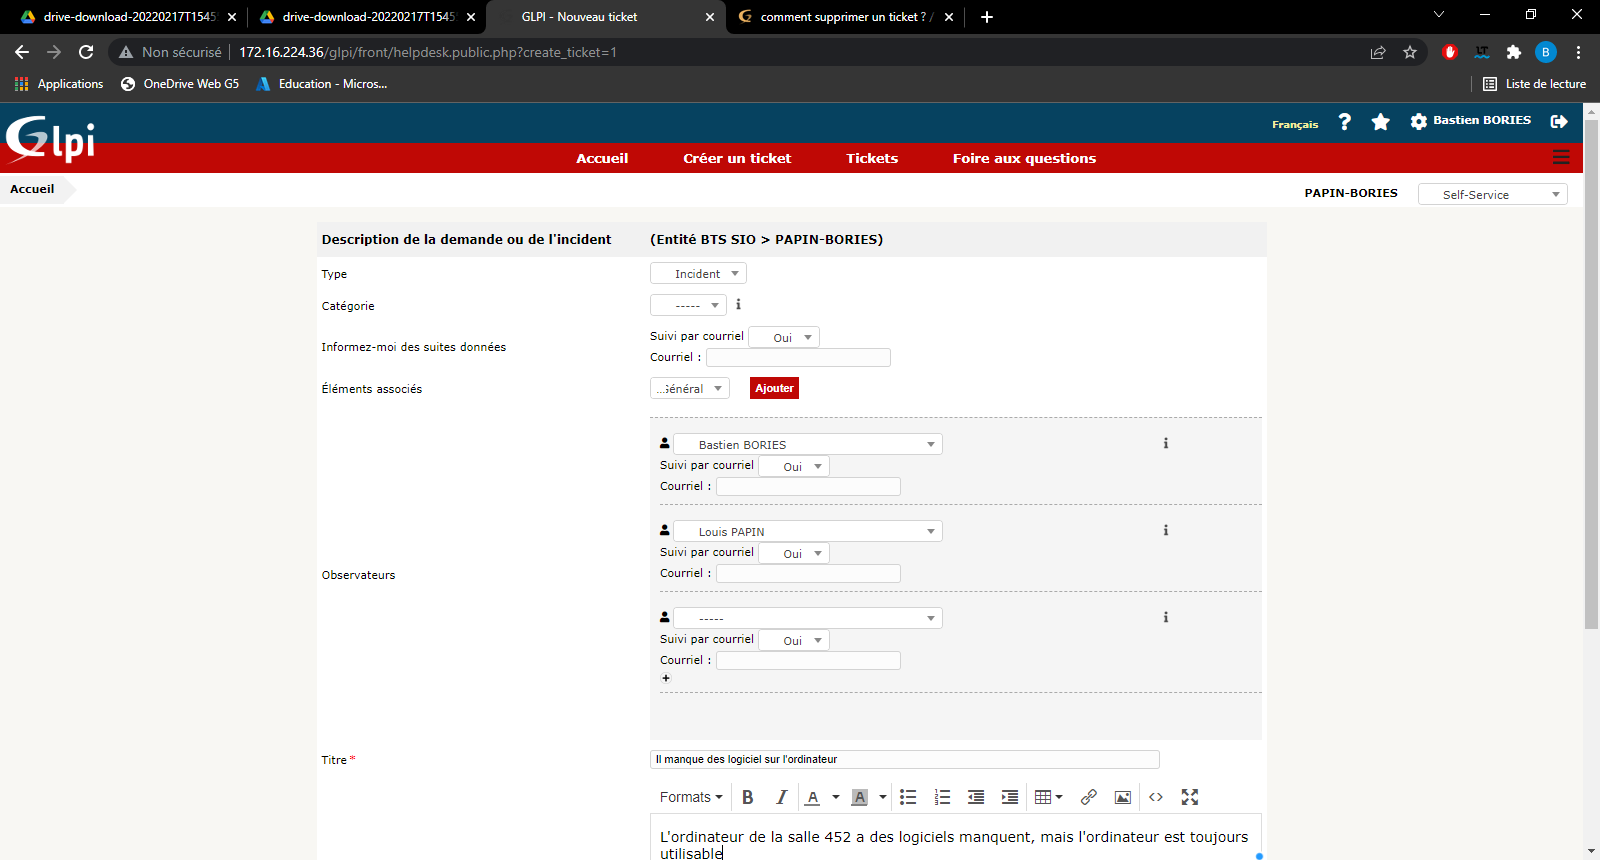 drive-download-20220217T1545
drive-download-20220217T1545
GLPI - Nouveau ticket
comment supprimer un ticket ? /
Non sécurisé
172.16.224.36/glpi/front/helpdesk.public.php?create_ticket=1
B
Applications
OneDrive Web G5
Education - Micros...
Liste de lecture
Glpi
Français
Bastien BORIES
Accueil
Créer un ticket
Tickets
Foire aux questions
Accueil
PAPIN-BORIES
Self-Service
Description de la demande ou de l'incident
(Entité BTS SIO > PAPIN-BORIES)
Type
Incident
Catégorie
-----
Informez-moi des suites données
Suivi par courriel
Oui
Courriel :
Éléments associés
...Général
Ajouter
Observateurs
Bastien BORIES
Suivi par courriel
Oui
Courriel :
Louis PAPIN
Suivi par courriel
Oui
Courriel :
-----
Suivi par courriel
Oui
Courriel :
+
Titre*
Il manque des logiciel sur l'ordinateur
Formats
B
I
A
A
L'ordinateur de la salle 452 a des logiciels manquent, mais l'ordinateur est toujours
utilisable